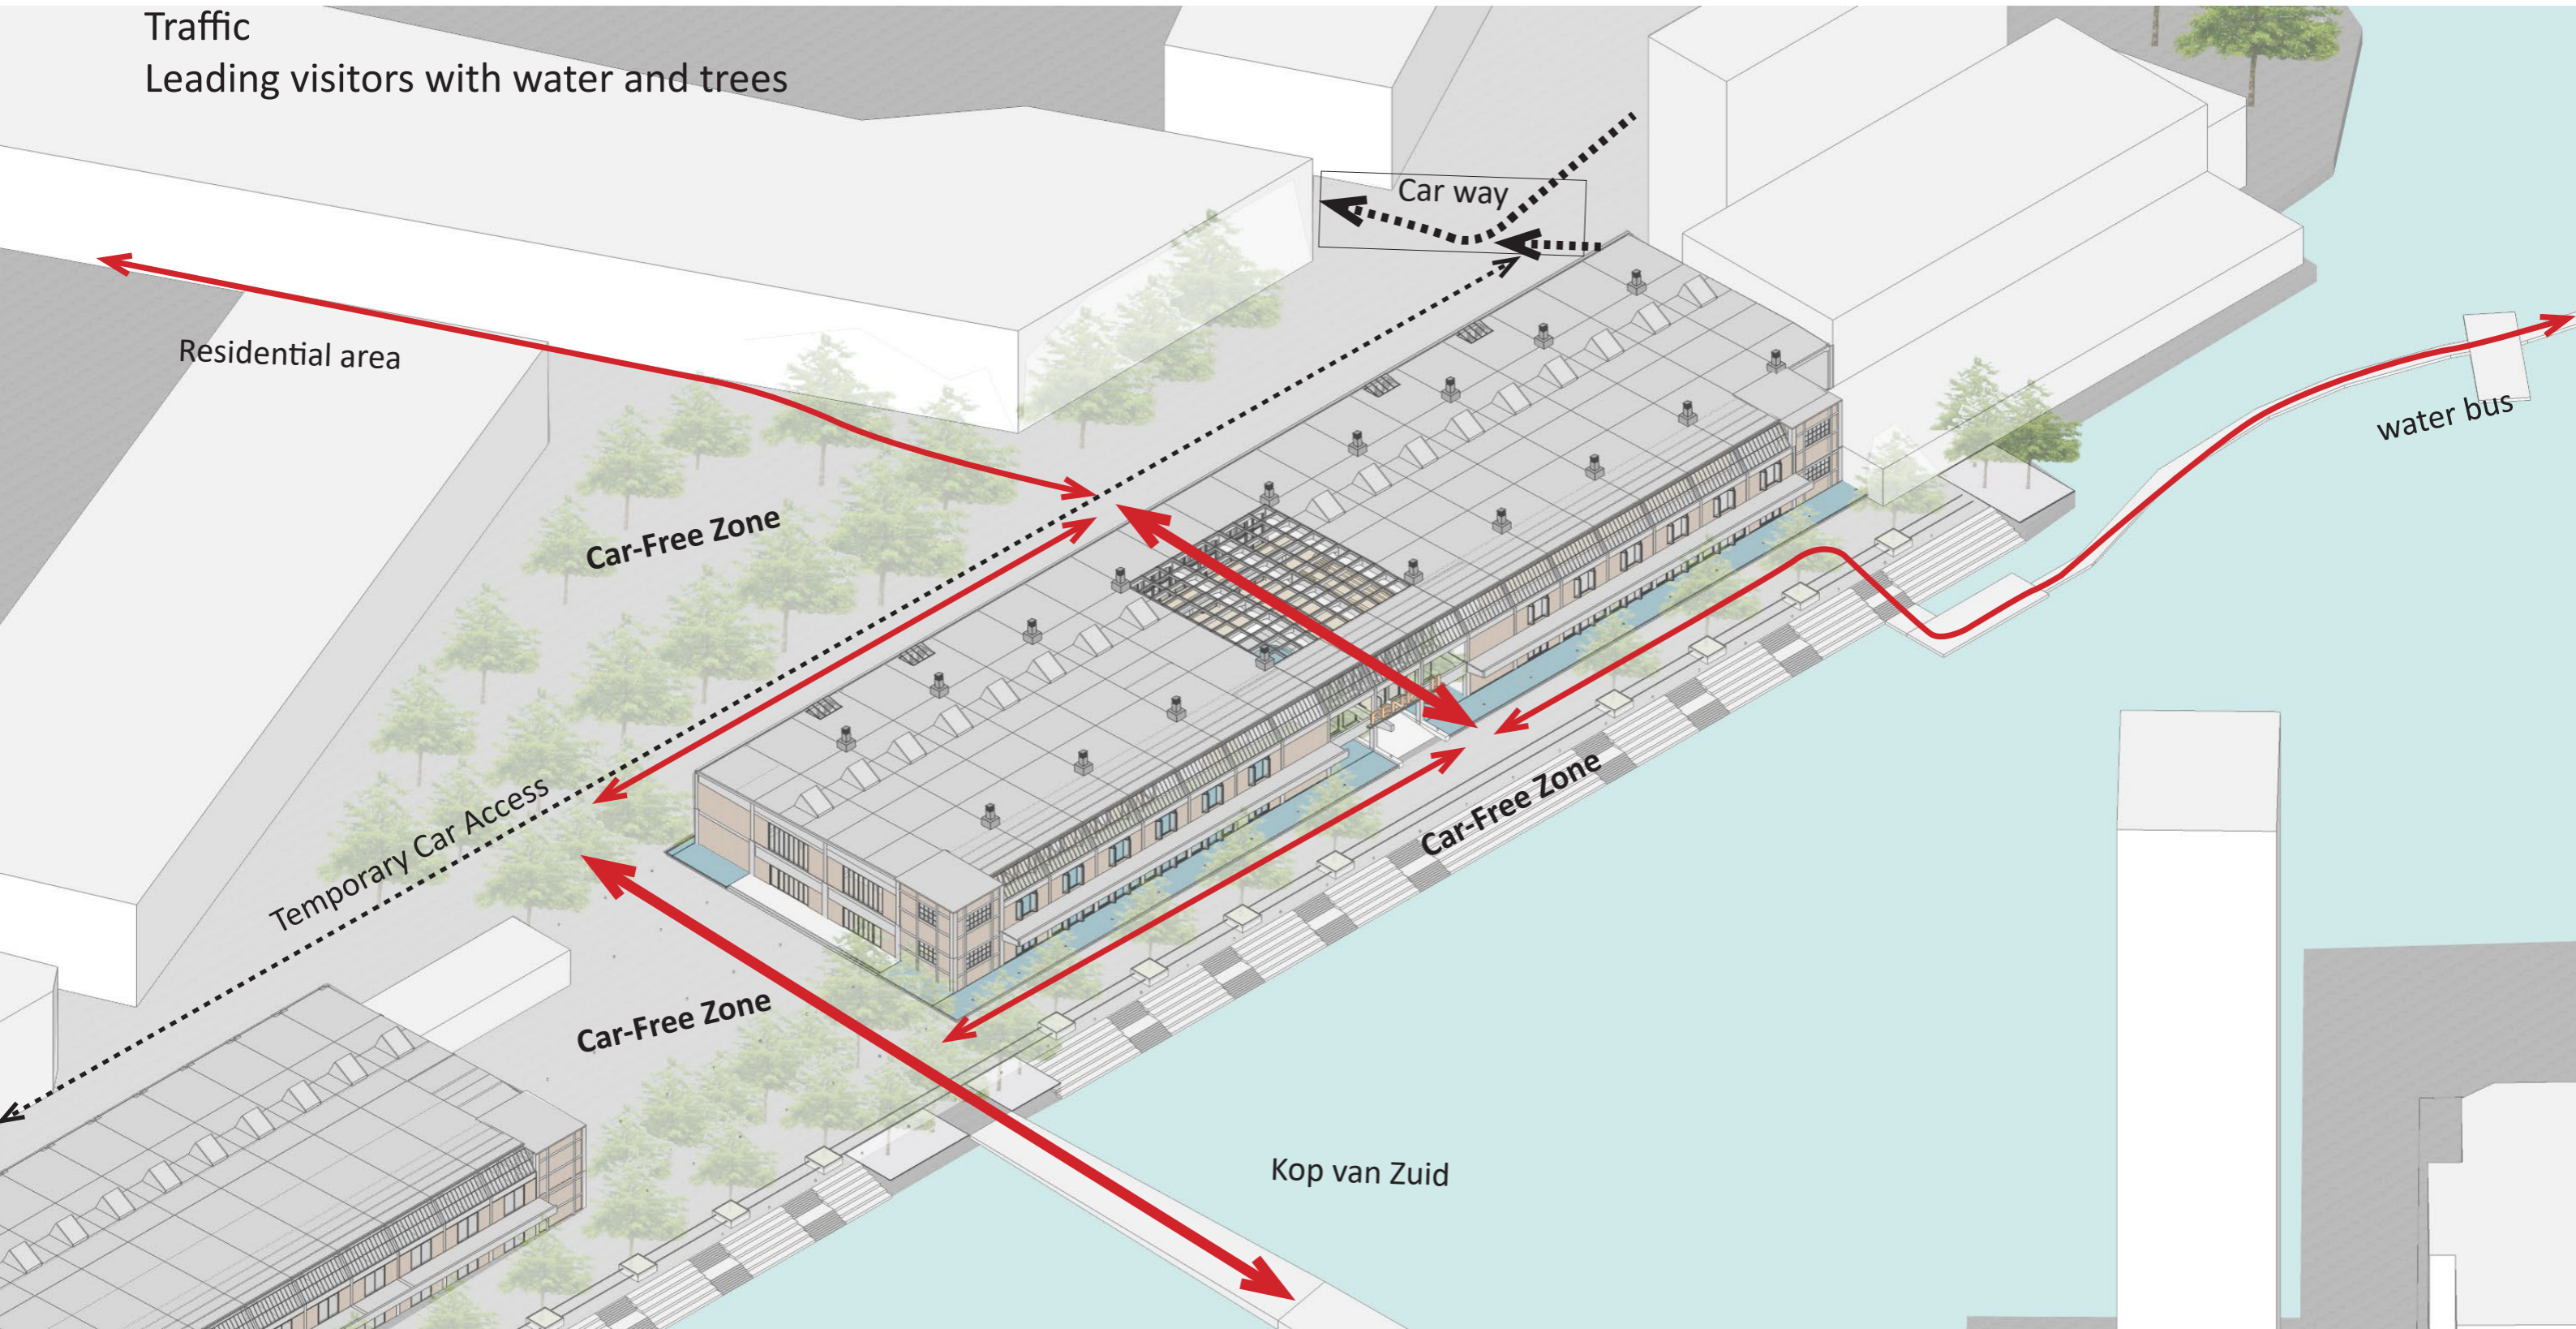 Traffic
Leading visitors with water and trees
Car way
Residential area
water bus
Car-Free Zone
Temporary Car Access
Car-Free Zone
Car-Free Zone
Kop van Zuid